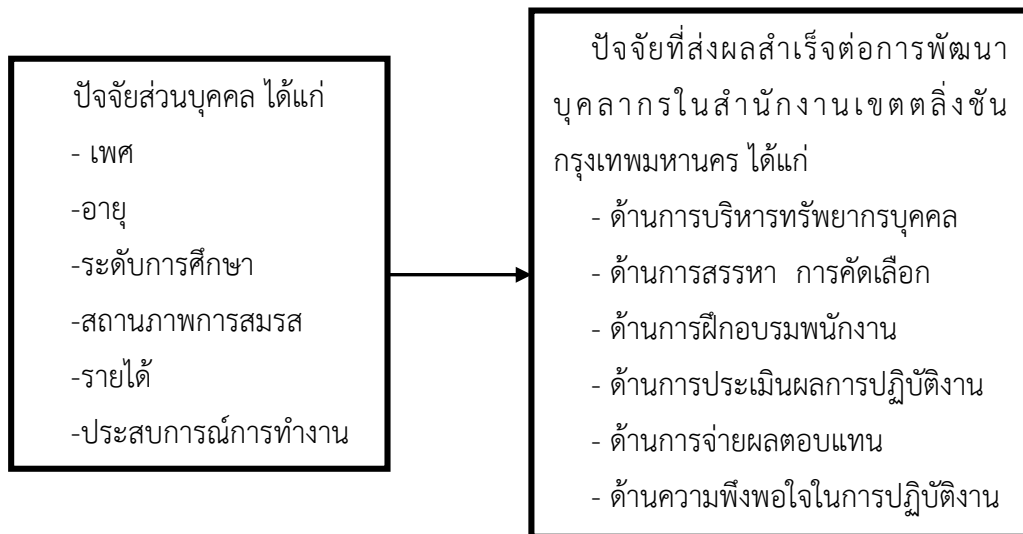 ปัจจัยส่วนบุคคล ได้แก่
- เพศ
-อายุ
-ระดับการศึกษา
-สถานภาพการสมรส
-รายได้
-ประสบการณ์การทำงาน
ปัจจัยที่ส่งผลสำเร็จต่อการพัฒนา
บุคลากรในสำนักงานเขตตลิ่งชัน
กรุงเทพมหานคร ได้แก่
- ด้านการบริหารทรัพยากรบุคคล
- ด้านการสรรหา การคัดเลือก
- ด้านการฝึกอบรมพนักงาน
- ด้านการประเมินผลการปฏิบัติงาน
- ด้านการจ่ายผลตอบแทน
- ด้านความพึงพอใจในการปฏิบัติงาน